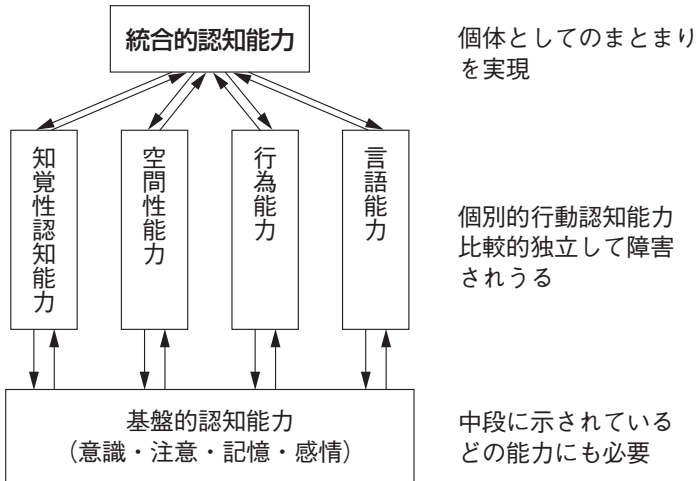 統合的認知能力
個体としてのまとまり
を実現
知覚性認知能力
空間性能力
行為能力
言語能力
個別的行動認知能力
比較的独立して障害
されうる
基盤的認知能力
（意識・注意・記憶・感情）
中段に示されている
どの能力にも必要